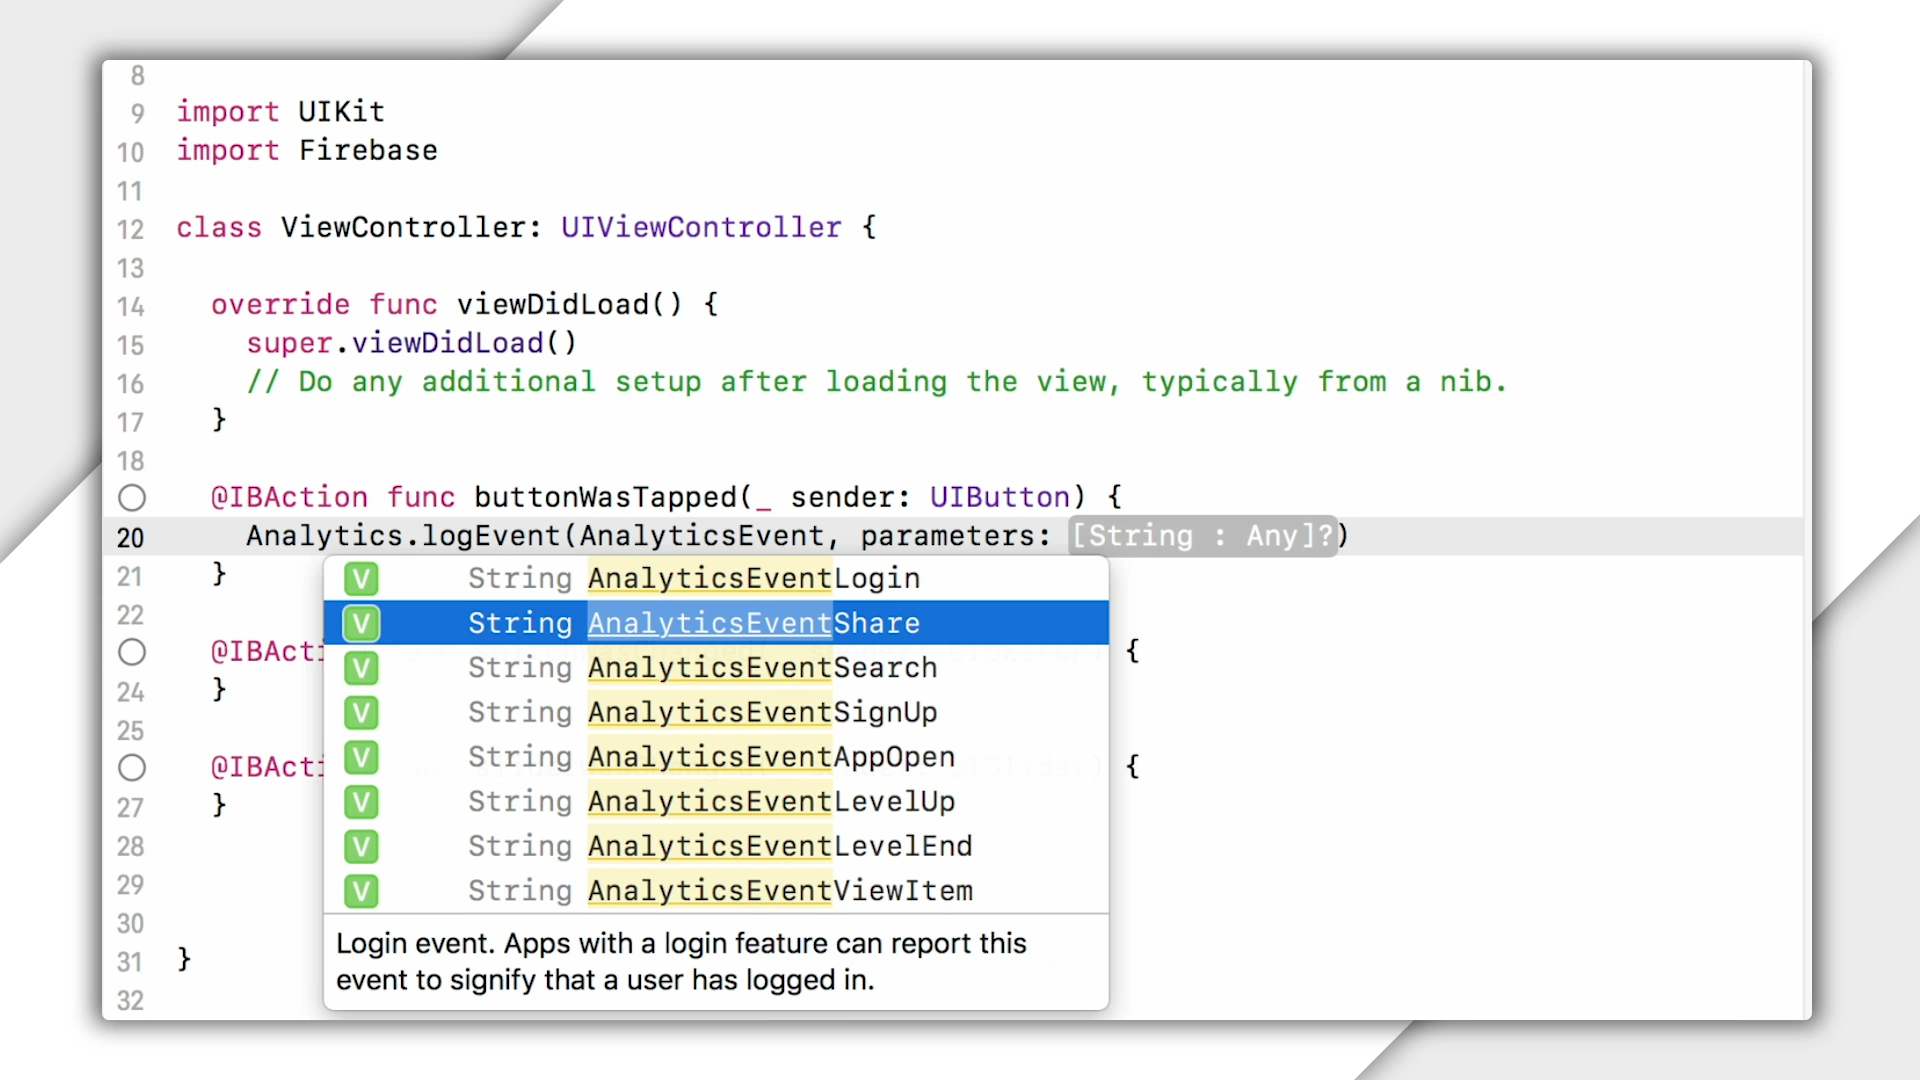 8
9 import UIKit
10 import Firebase
11
12 class ViewController: UIViewController {
13
14 override func viewDidLoad() {
15 super.viewDidLoad()
16 // Do any additional setup after loading the view, typically from a nib.
17 }
18
@IBAction func buttonWasTapped(_ sender: UIButton) {
20 Analytics.logEvent(AnalyticsEvent, parameters: [String : Any]?)
21 }
V String AnalyticsEventLogin
22
V String AnalyticsEventShare
@IBActi {
V String AnalyticsEventSearch
24 }
V String AnalyticsEventSignUp
25
V String AnalyticsEventAppOpen
@IBActi {
V String AnalyticsEventLevelUp
27 }
V String AnalyticsEventLevelEnd
28
V String AnalyticsEventViewItem
29
30
Login event. Apps with a login feature can report this
31 }
event to signify that a user has logged in.
32